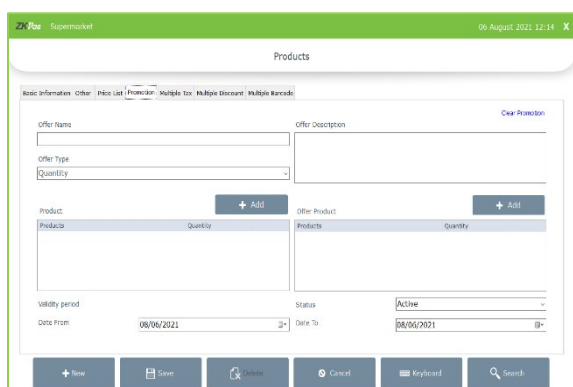 ZKPos Supermarket 06 August 2021 12:14 X
Products
Basic Information Other Price List Promotion Multiple Tax Multiple Discount Multiple Barcode
Clear Promotion
Offer Name Offer Description
Offer Type
Quantity
+ Add + Add
Product Offer Product
Products Quantity Products Quantity
Validity period Status Active
Date From 08/06/2021 Date To 08/06/2021
+ New Save Delete Cancel Keyboard Search